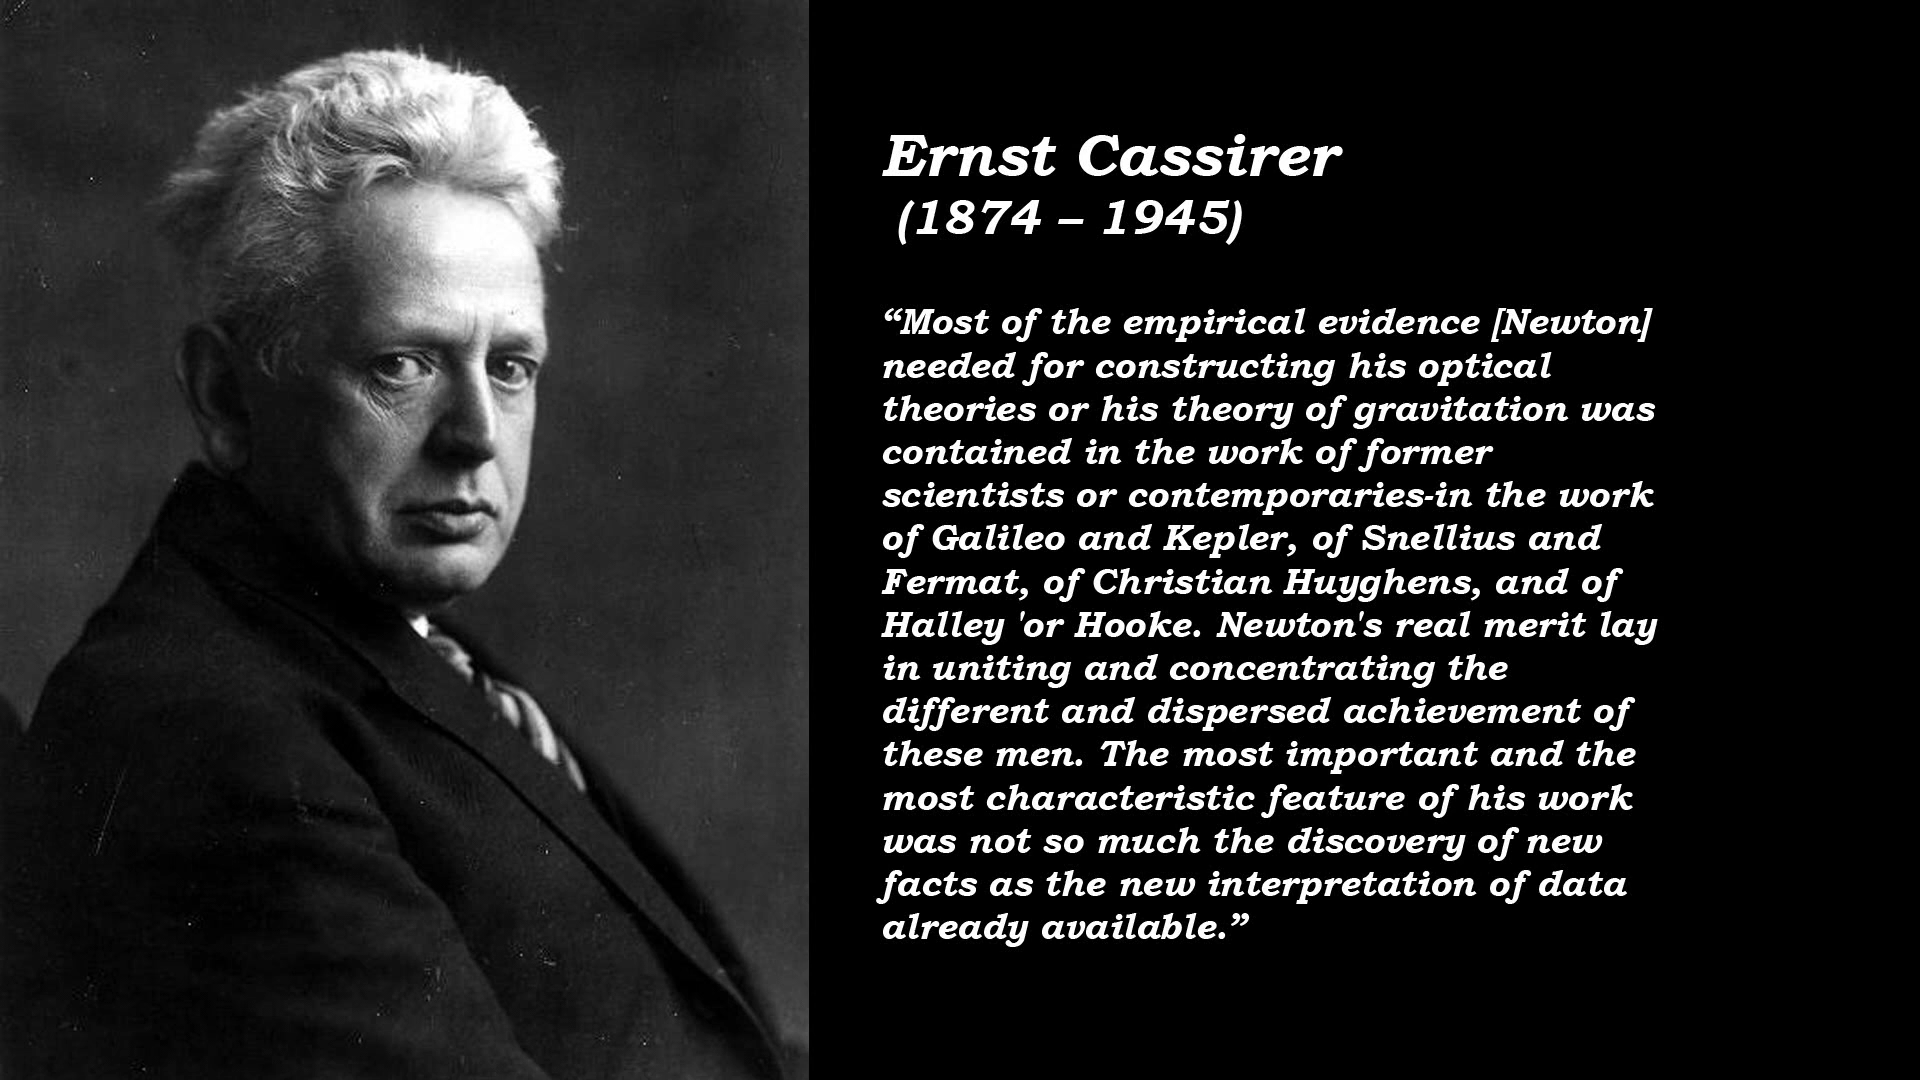 Ernst Cassirer
(1874 – 1945)
“Most of the empirical evidence [Newton]
needed for constructing his optical
theories or his theory of gravitation was
contained in the work of former
scientists or contemporaries-in the work
of Galileo and Kepler, of Snellius and
Fermat, of Christian Huyghens, and of
Halley 'or Hooke. Newton's real merit lay
in uniting and concentrating the
different and dispersed achievement of
these men. The most important and the
most characteristic feature of his work
was not so much the discovery of new
facts as the new interpretation of data
already available.”